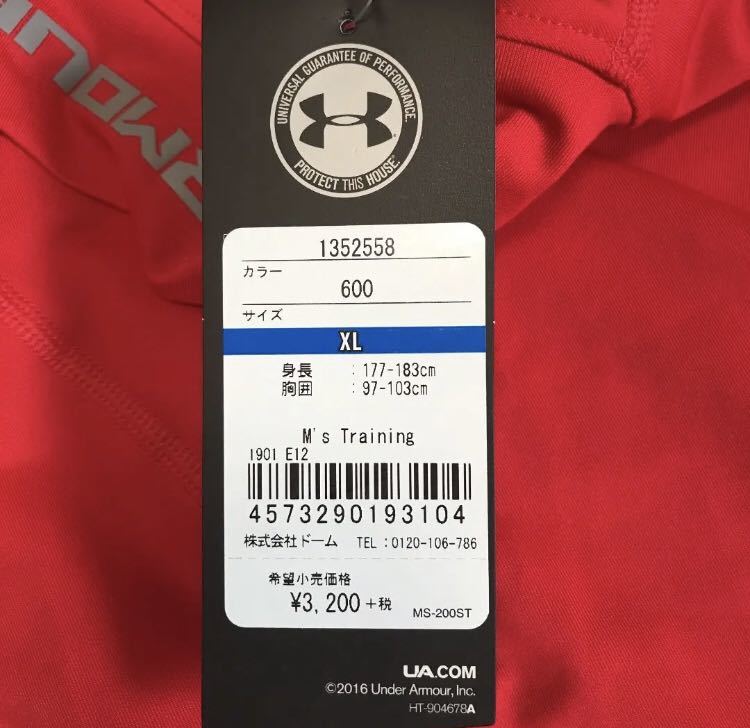 UNIVERSAL GUARANTEE OF PERFORMANCE.
PROTECT THIS HOUSE.
1352558
カラー
600
サイズ
XL
身長 : 177-183cm
胸囲 : 97-103cm
M's Training
1901 E12
4573290193104
株式会社ドーム TEL:0120-106-786
希望小売価格
¥3,200+税
MS-200ST
UA.COM
©2016 Under Armour, Inc.
HT-904678A